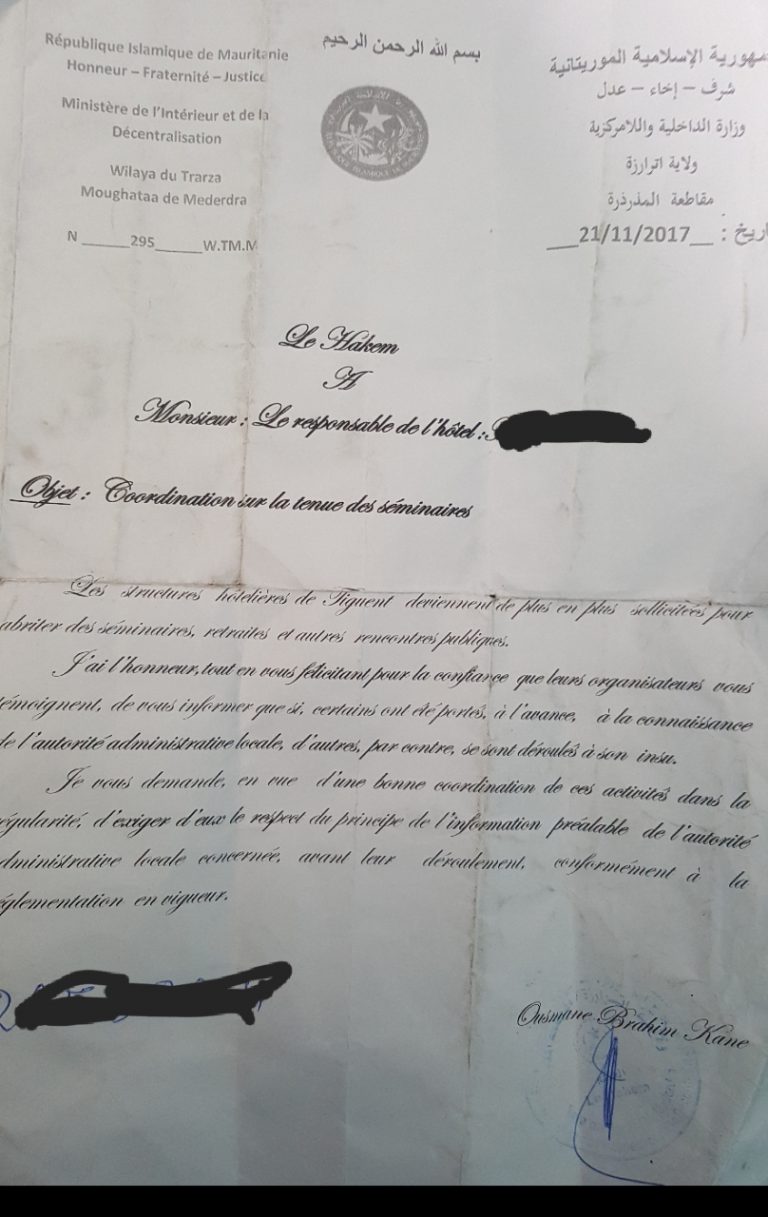 République Islamique de Mauritanie
Honneur – Fraternité – Justice
Ministère de l'Intérieur et de la
Décentralisation
Wilaya du Trarza
Moughataa de Mederdra
N ______295______W.TM.M
بسم الله الرحمن الرحيم
مهورية الإسلامية الموريتانية
شرف – إخاء – عدل
وزارة الداخلية واللامركزية
ولاية اترارزة
مقاطعة المذرذرة
اريخ : __21/11/2017___
Le Hakem
A
Monsieur : Le responsable de l'hôtel :
Objet : Coordination sur la tenue des séminaires
Les structures hôtelières de Tiguent deviennent de plus en plus sollicitées pour
abriter des séminaires, retraites et autres rencontres publiques.
J'ai l'honneur, tout en vous félicitant pour la confiance que leurs organisateurs vous
témoignent, de vous informer que si, certains ont été portés, à l'avance, à la connaissance
de l'autorité administrative locale, d'autres, par contre, se sont déroulés à son insu.
Je vous demande, en vue d'une bonne coordination de ces activités dans la
régularité, d'exiger d'eux le respect du principe de l'information préalable de l'autorité
dministrative locale concernée, avant leur déroulement, conformément à la
églementation en vigueur.
Ousmane Brahim Kane